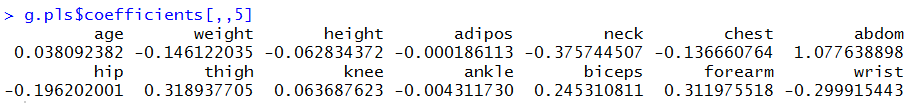 > g.pls$coefficients[,,5]
age weight height adipos neck chest abdom
0.038092382 -0.146122035 -0.062834372 -0.000186113 -0.375744507 -0.136660764 1.077638898
hip thigh knee ankle biceps forearm wrist
-0.196202001 0.318937705 0.063687623 -0.004311730 0.245310811 0.311975518 -0.299915443